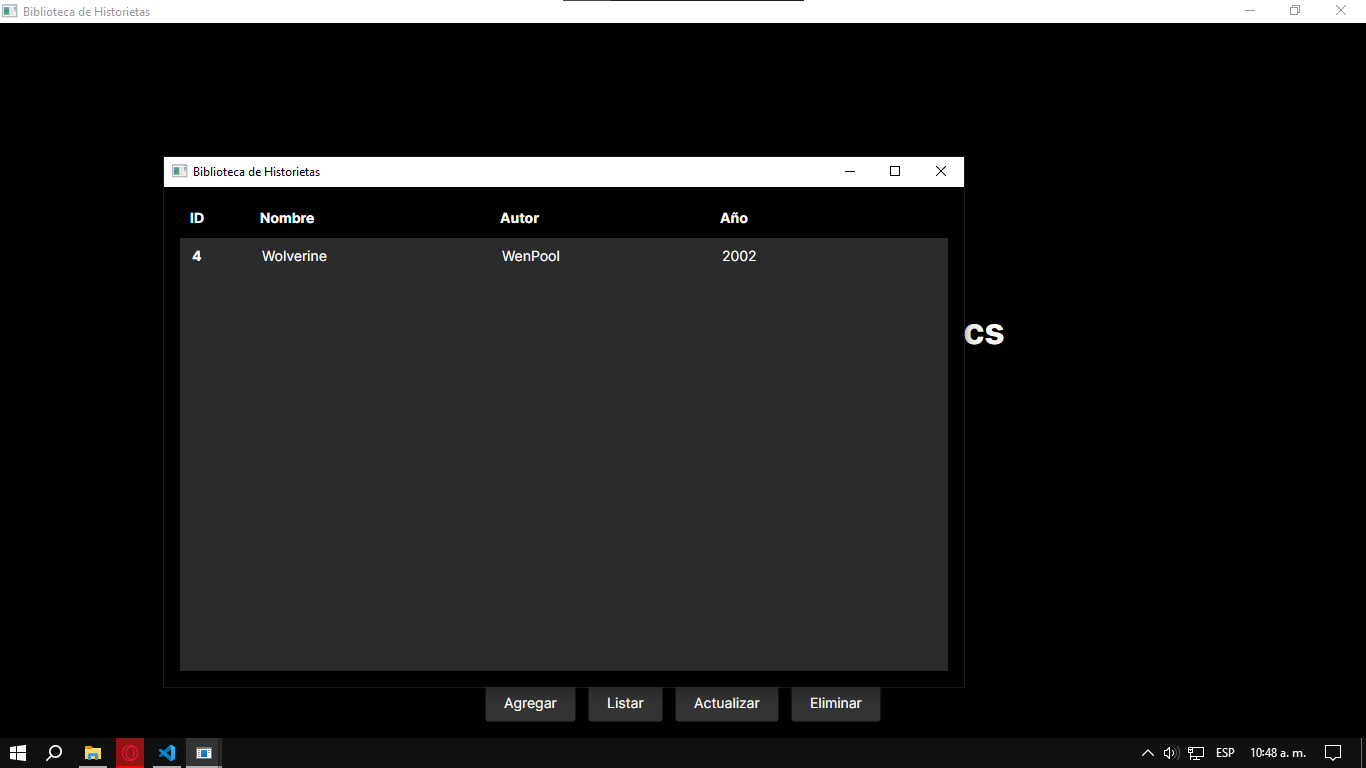 Biblioteca de Historietas
Biblioteca de Historietas
ID Nombre Autor Año
4 Wolverine WenPool 2002
cs
Agregar Listar Actualizar Eliminar
ESP 10:48 a. m.